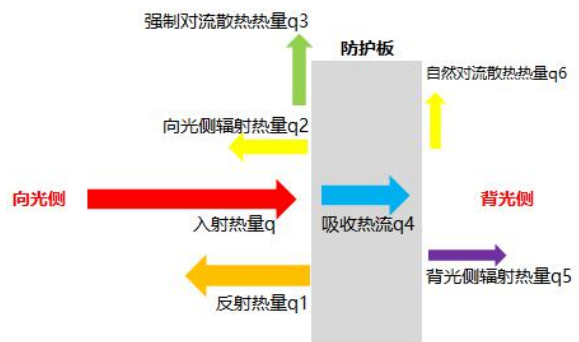 强制对流散热热量q3
防护板
自然对流散热热量q6
向光侧辐射热量q2
向光侧
背光侧
入射热量q
吸收热流q4
背光侧辐射热量q5
反射热量q1